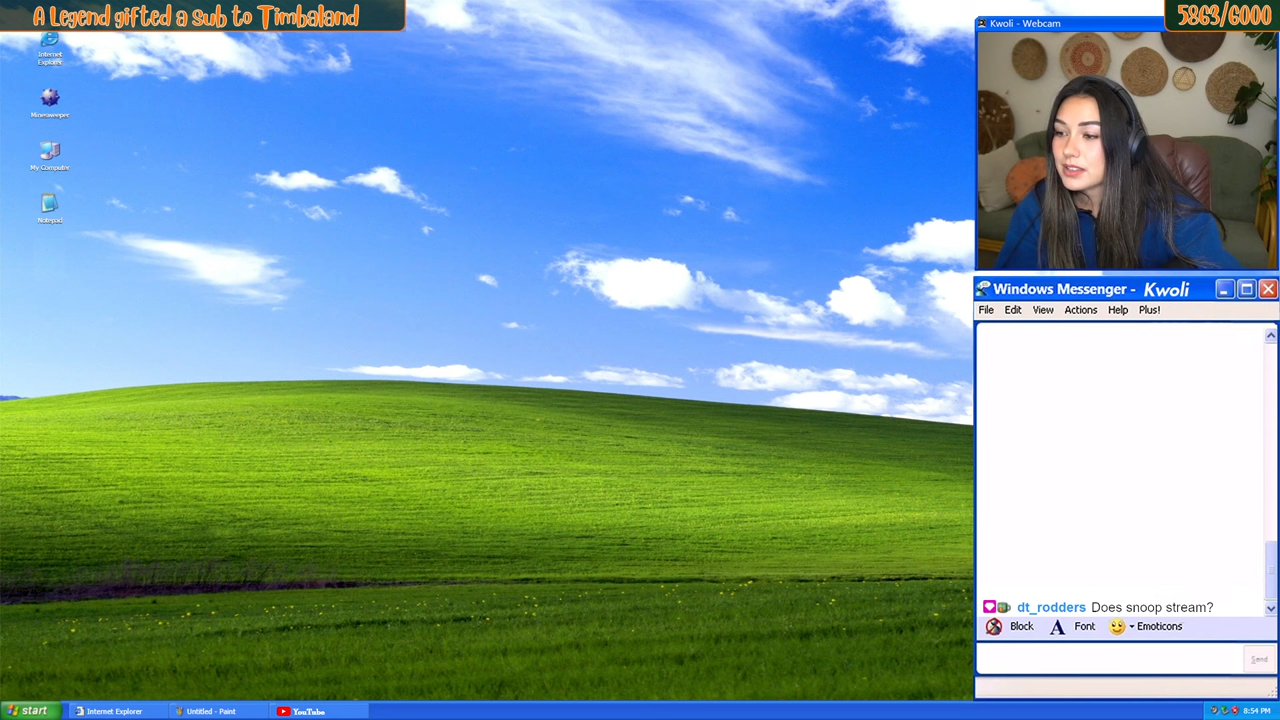 A Legend gifted a sub to Timbaland
5863/6000
Internet
Explorer
Minesweeper
My Computer
Notepad
Kwoli - Webcam
Windows Messenger - Kwoli
File Edit View Actions Help Plus!
dt_rodders Does snoop stream?
Block A Font Emoticons
Send
start Internet Explorer Untitled - Paint YouTube 8:54 PM